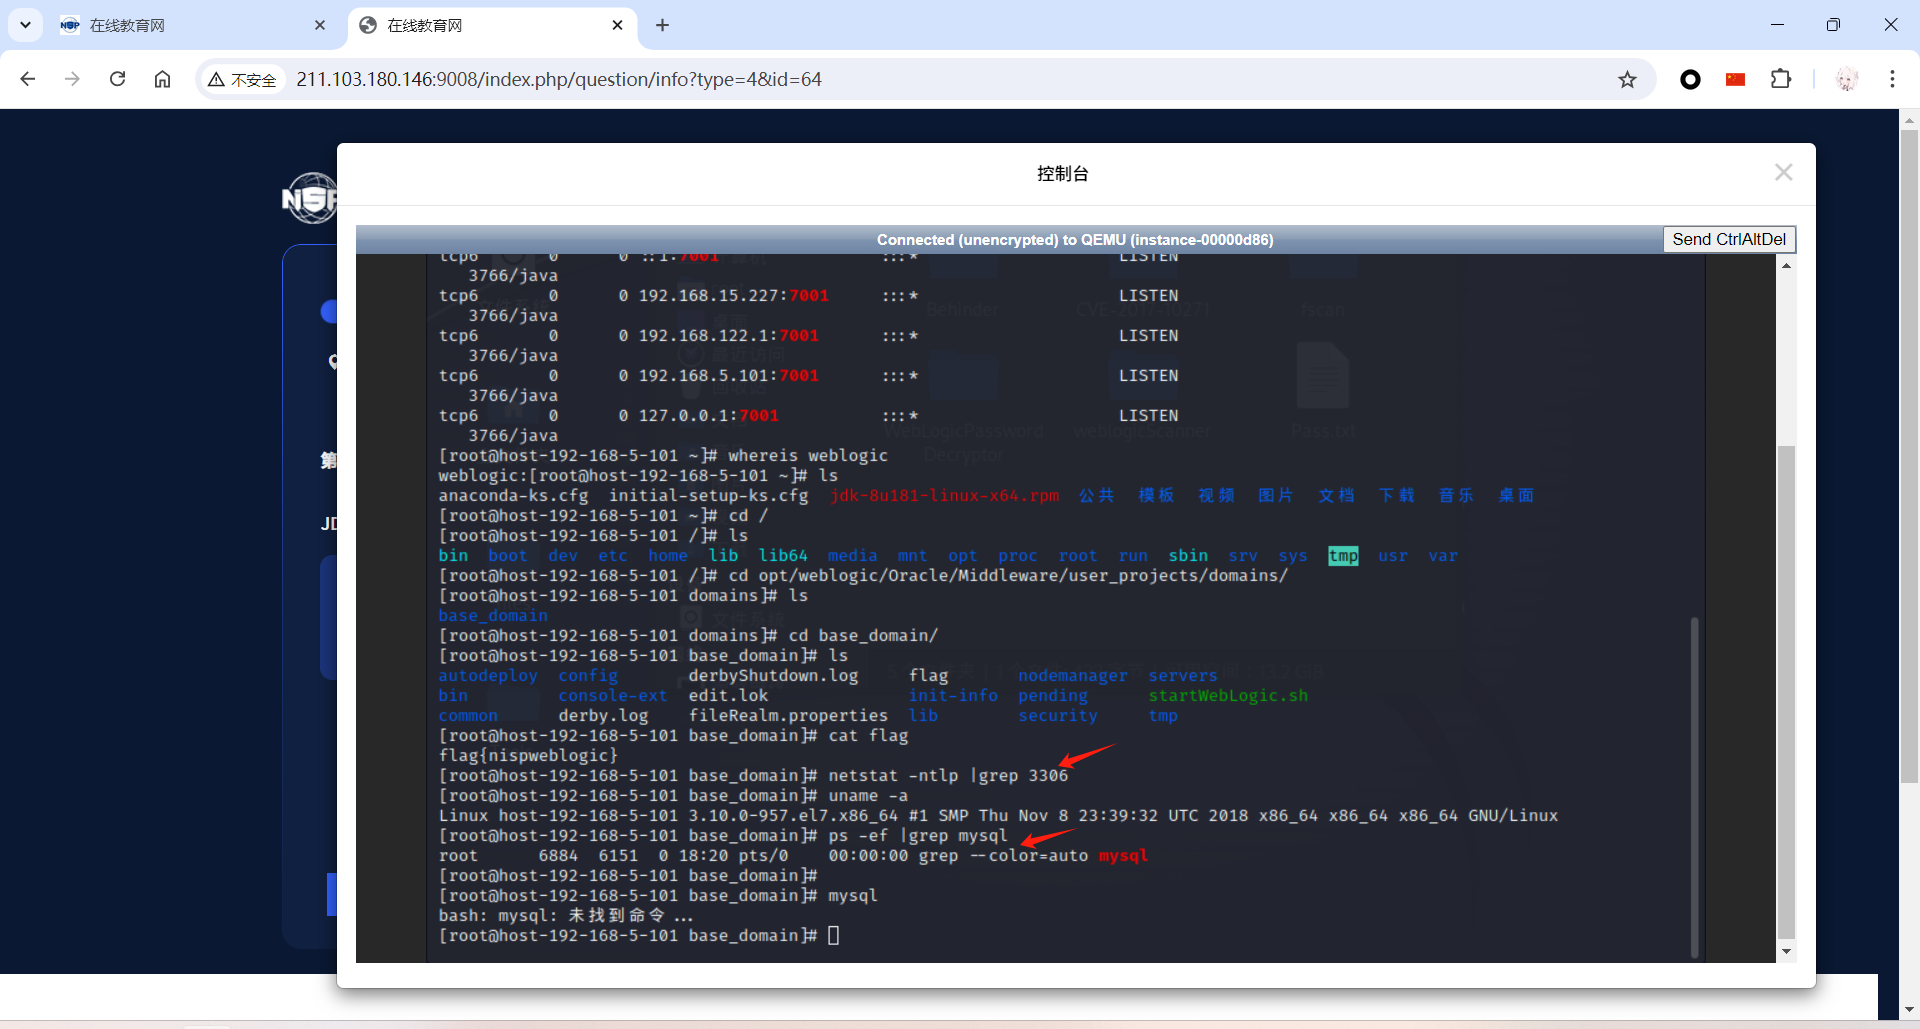 在线教育网
在线教育网
不安全
211.103.180.146:9008/index.php/question/info?type=4&id=64
控制台
Connected (unencrypted) to QEMU (instance-00000d86)
Send CtrlAltDel
NSP
第
JD
tcp6 0 0 ::1:7001 :::* LISTEN
3766/java
tcp6 0 0 192.168.15.227:7001 :::* LISTEN
3766/java
tcp6 0 0 192.168.122.1:7001 :::* LISTEN
3766/java
tcp6 0 0 192.168.5.101:7001 :::* LISTEN
3766/java
tcp6 0 0 127.0.0.1:7001 :::* LISTEN
3766/java
[root@host-192-168-5-101 ~]# whereis weblogic
weblogic:[root@host-192-168-5-101 ~]# ls
anaconda-ks.cfg initial-setup-ks.cfg jdk-8u181-linux-x64.rpm 公共 模板 视频 图片 文档 下载 音乐 桌面
[root@host-192-168-5-101 ~]# cd /
[root@host-192-168-5-101 /]# ls
bin boot dev etc home lib lib64 media mnt opt proc root run sbin srv sys tmp usr var
[root@host-192-168-5-101 /]# cd opt/weblogic/Oracle/Middleware/user_projects/domains/
[root@host-192-168-5-101 domains]# ls
base_domain
[root@host-192-168-5-101 domains]# cd base_domain/
[root@host-192-168-5-101 base_domain]# ls
autodeploy config derbyShutdown.log flag nodemanager servers
bin console-ext edit.lok init-info pending startWebLogic.sh
common derby.log fileRealm.properties lib security tmp
[root@host-192-168-5-101 base_domain]# cat flag
flag{nispweblogic}
[root@host-192-168-5-101 base_domain]# netstat -ntlp |grep 3306
[root@host-192-168-5-101 base_domain]# uname -a
Linux host-192-168-5-101 3.10.0-957.el7.x86_64 #1 SMP Thu Nov 8 23:39:32 UTC 2018 x86_64 x86_64 x86_64 GNU/Linux
[root@host-192-168-5-101 base_domain]# ps -ef |grep mysql
root 6884 6151 0 18:20 pts/0 00:00:00 grep --color=auto mysql
[root@host-192-168-5-101 base_domain]#
[root@host-192-168-5-101 base_domain]# mysql
bash: mysql: 未找到命令...
[root@host-192-168-5-101 base_domain]#
Behinder
CVE-2017-10271
fscan
WebLogicPassword
Decryptor
weblogicScanner
Pass.txt